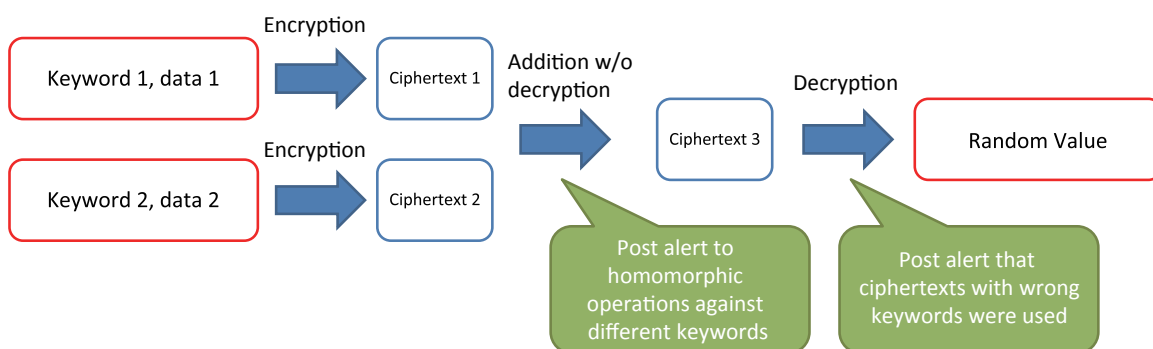 Encryption
Keyword 1, data 1
Ciphertext 1
Addition w/o
decryption
Decryption
Ciphertext 3
Random Value
Encryption
Keyword 2, data 2
Ciphertext 2
Post alert to
homomorphic
operations against
different keywords
Post alert that
ciphertexts with wrong
keywords were used